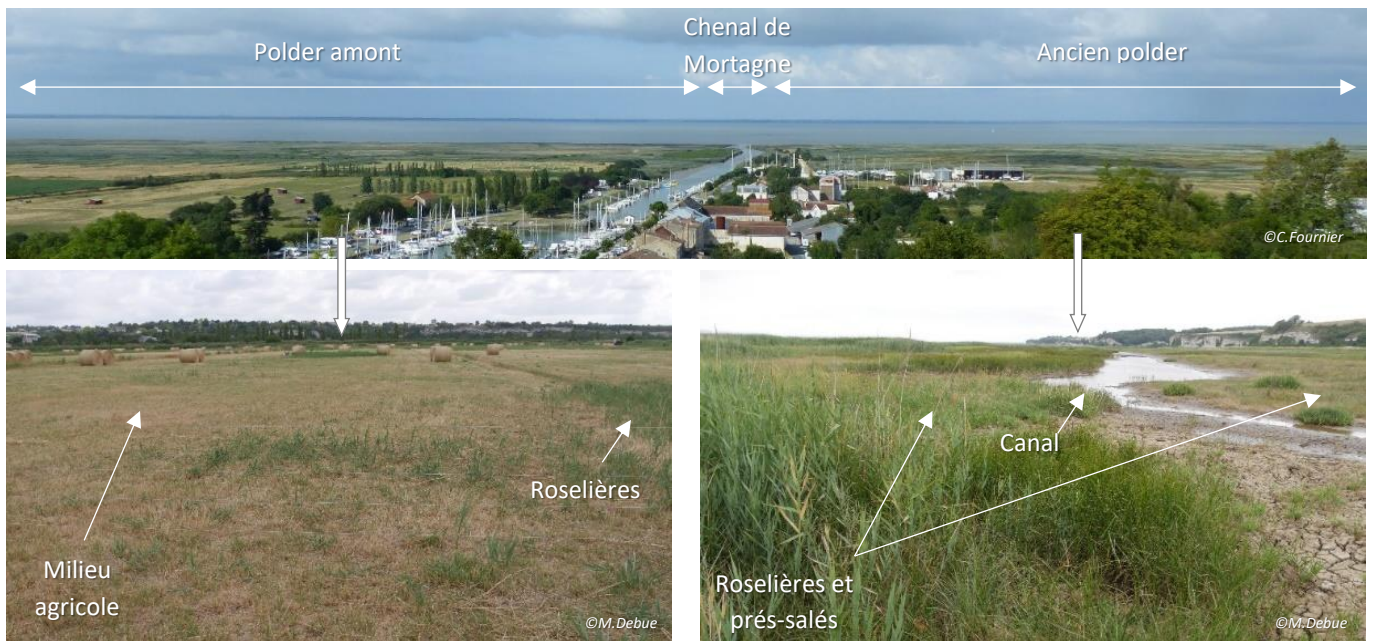 Polder amont
Chenal de
Mortagne
Ancien polder
©C.Fournier
Milieu
agricole
Roselières
©M.Debue
Canal
Roselières et
prés-salés
©M.Debue